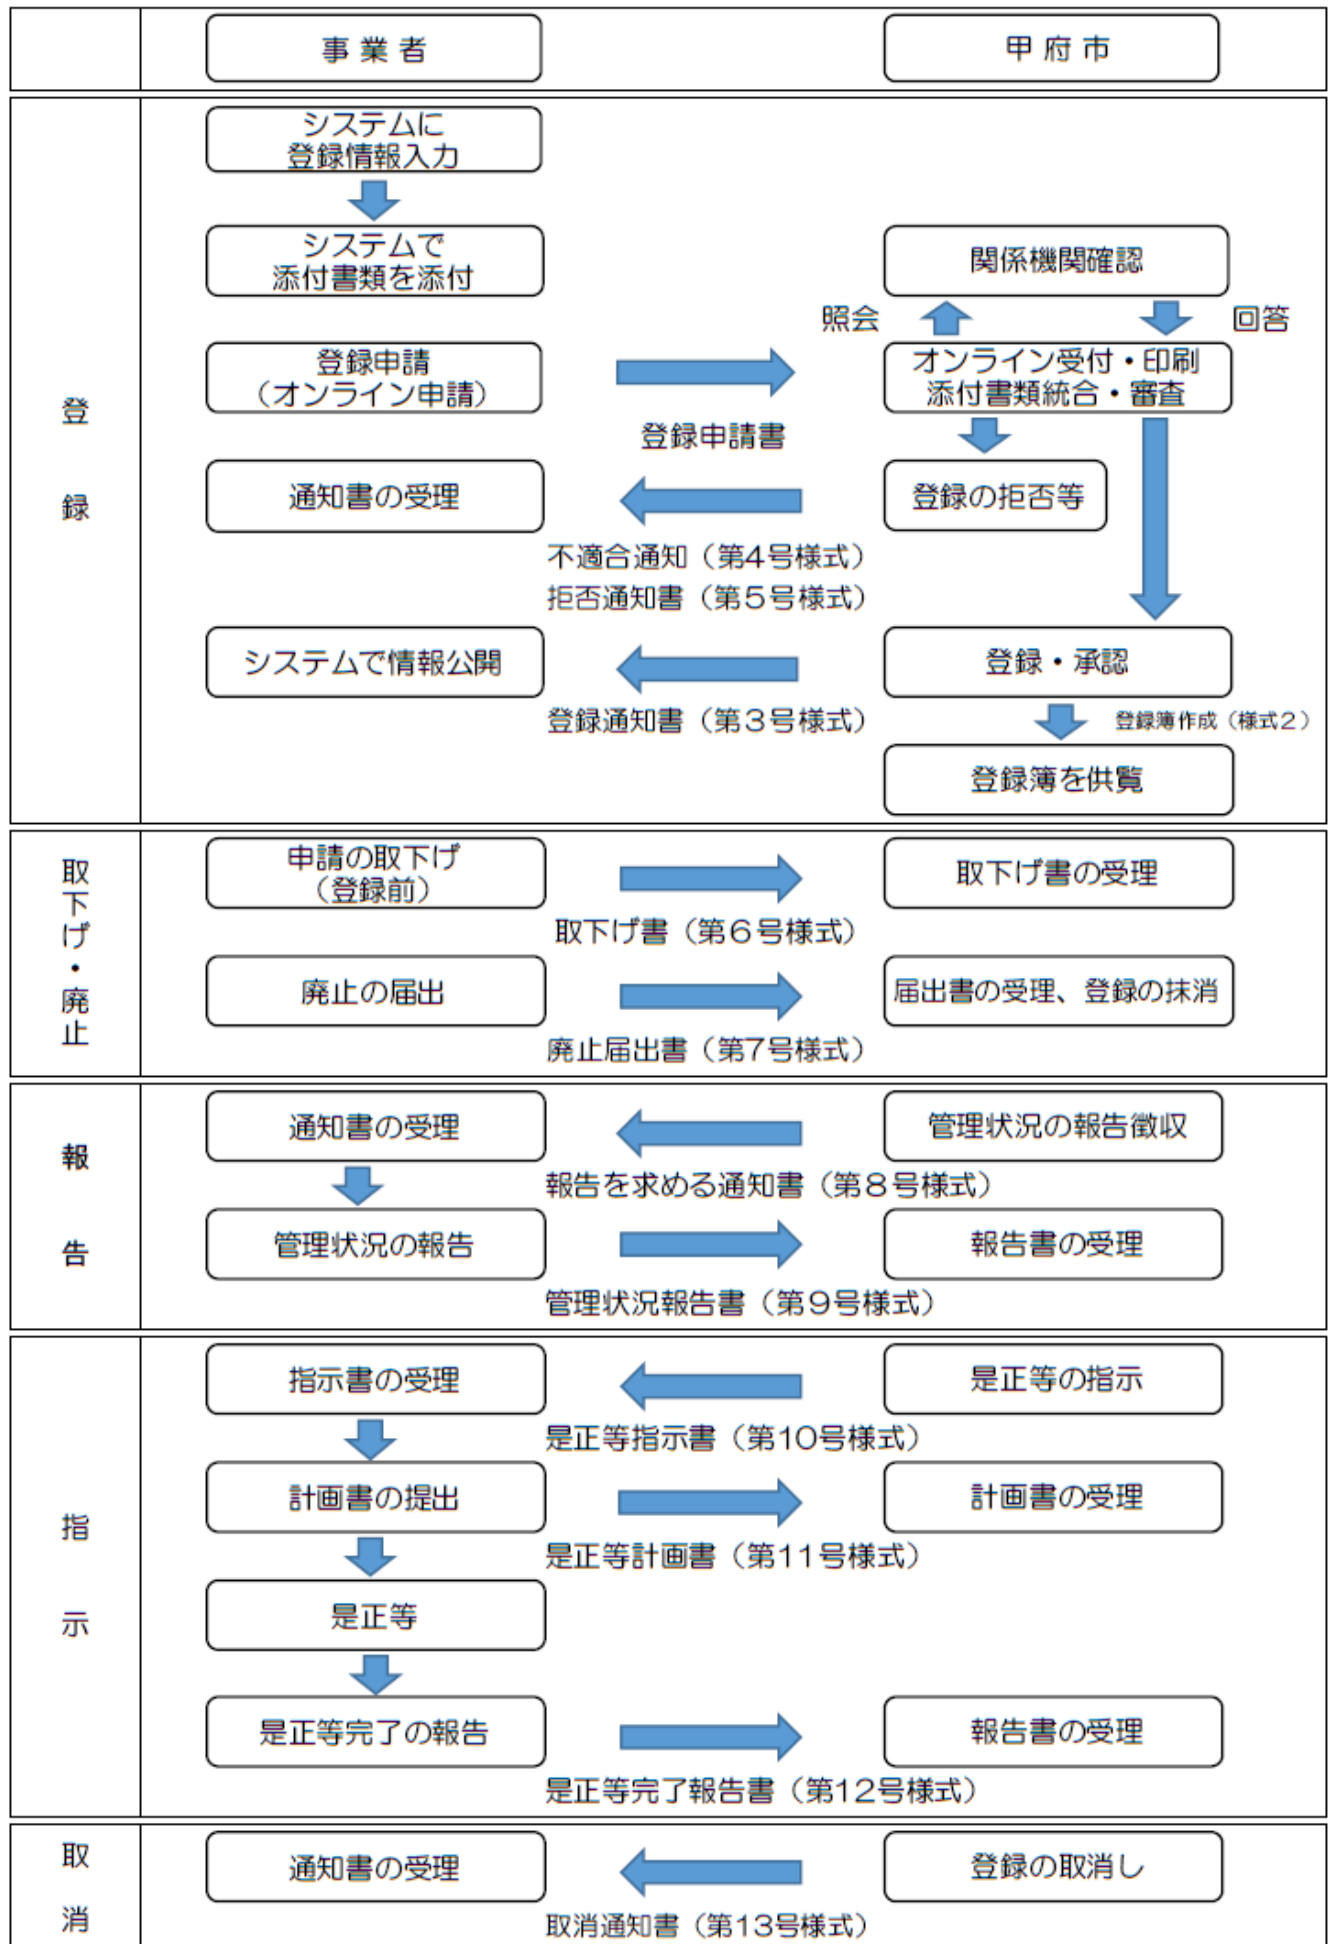 事 業 者
甲 府 市
登
録
システムに
登録情報入力
システムで
添付書類を添付
関係機関確認
照会
回答
登録申請
(オンライン申請)
オンライン受付・印刷
添付書類統合・審査
登録申請書
通知書の受理
登録の拒否等
不適合通知(第4号様式)
拒否通知書(第5号様式)
システムで情報公開
登録・承認
登録通知書(第3号様式)
登録簿作成(様式2)
登録簿を供覧
取下げ・廃止
申請の取下げ
(登録前)
取下げ書の受理
取下げ書(第6号様式)
廃止の届出
届出書の受理、登録の抹消
廃止届出書(第7号様式)
報
告
通知書の受理
管理状況の報告徴収
報告を求める通知書(第8号様式)
管理状況の報告
報告書の受理
管理状況報告書(第9号様式)
指
示
指示書の受理
是正等の指示
是正等指示書(第10号様式)
計画書の提出
計画書の受理
是正等計画書(第11号様式)
是正等
是正等完了の報告
報告書の受理
是正等完了報告書(第12号様式)
取
消
通知書の受理
登録の取消し
取消通知書(第13号様式)